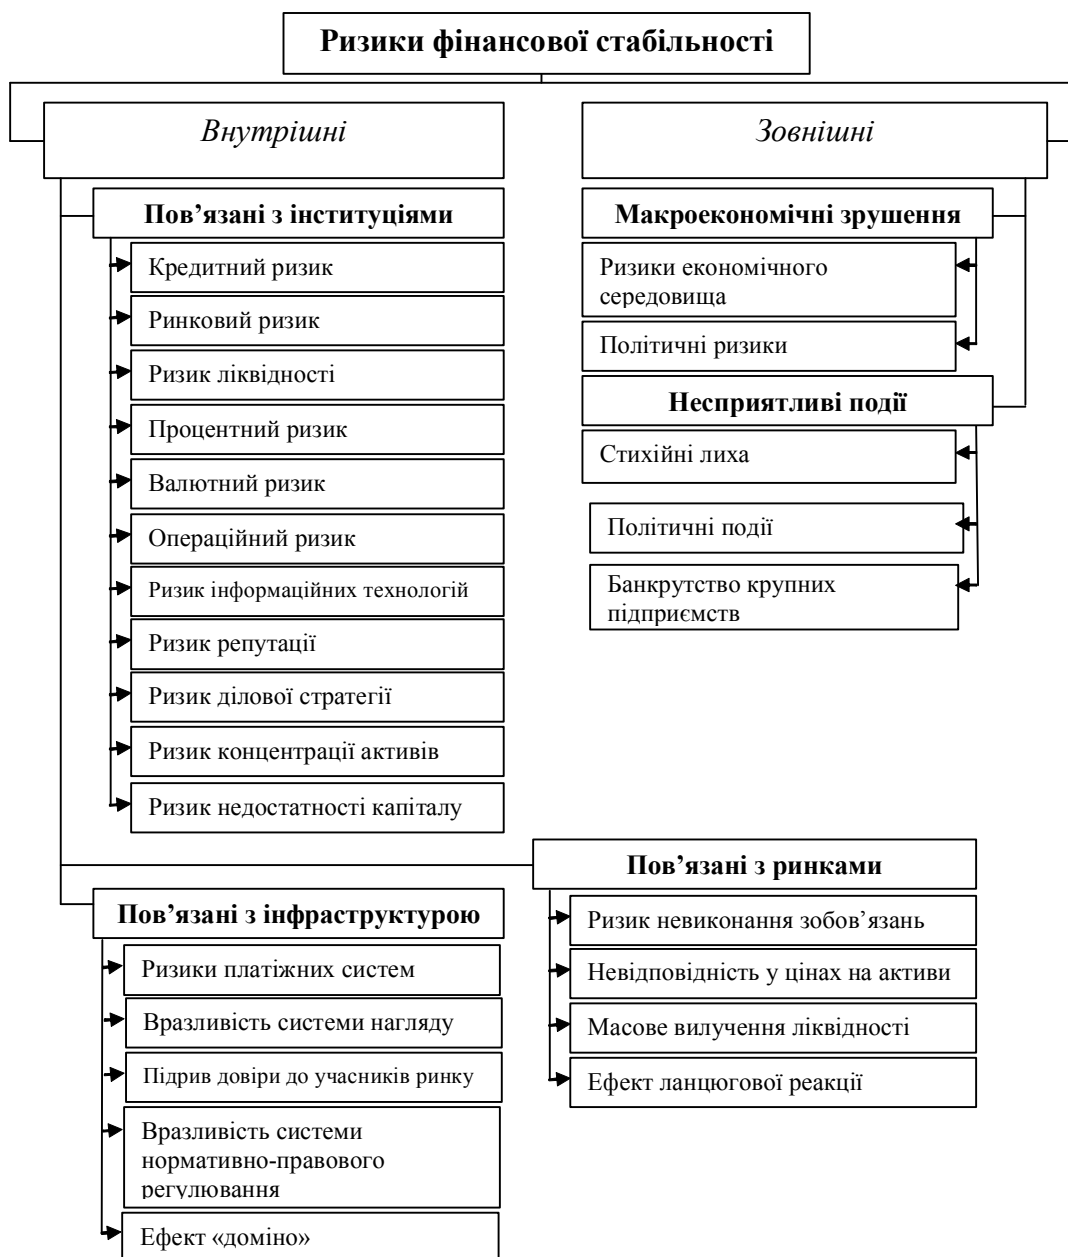 Ризики фінансової стабільності
Внутрішні
Зовнішні
Пов’язані з інституціями
Кредитний ризик
Ринковий ризик
Ризик ліквідності
Процентний ризик
Валютний ризик
Операційний ризик
Ризик інформаційних технологій
Ризик репутації
Ризик ділової стратегії
Ризик концентрації активів
Ризик недостатності капіталу
Макроекономічні зрушення
Ризики економічного
середовища
Політичні ризики
Несприятливі події
Стихійні лиха
Політичні події
Банкрутство крупних
підприємств
Пов’язані з інфраструктурою
Ризики платіжних систем
Вразливість системи нагляду
Підрив довіри до учасників ринку
Вразливість системи
нормативно-правового
регулювання
Ефект «доміно»
Пов’язані з ринками
Ризик невиконання зобов’язань
Невідповідність у цінах на активи
Масове вилучення ліквідності
Ефект ланцюгової реакції